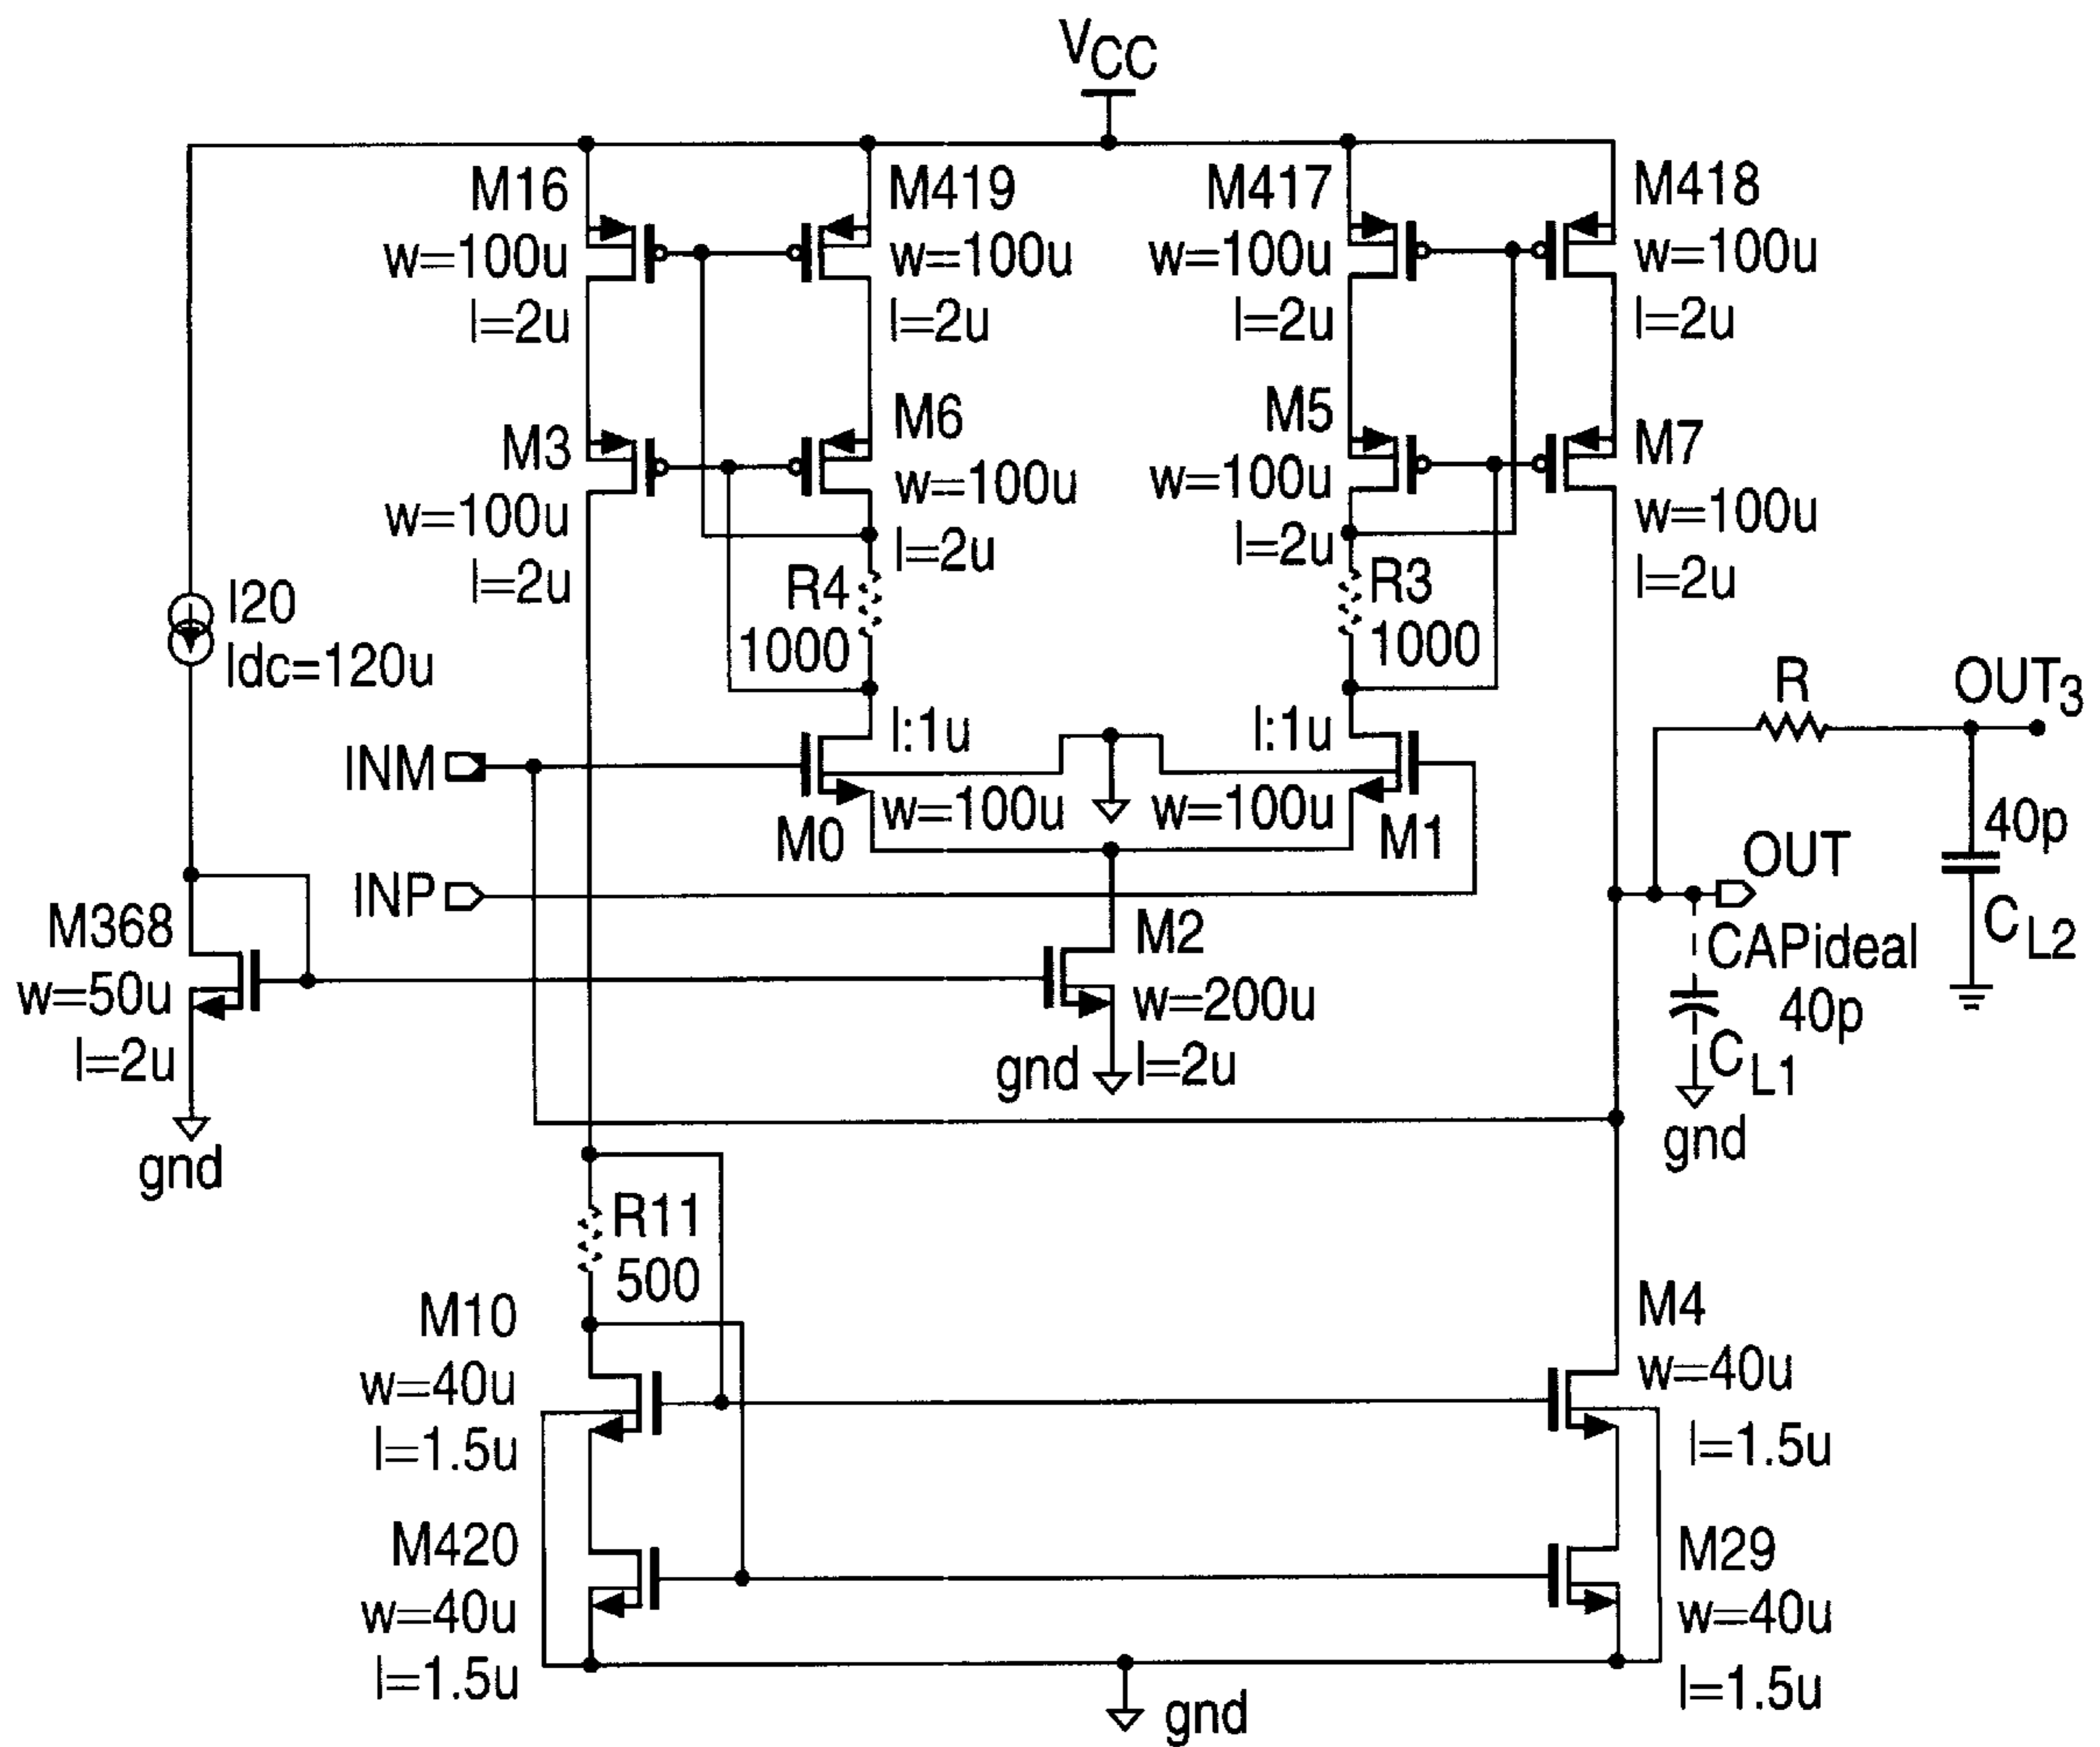 VCC
M16
w=100u
l=2u
M419
w=100u
l=2u
M417
w=100u
l=2u
M418
w=100u
l=2u
M3
w=100u
l=2u
M6
w=100u
l=2u
M5
w=100u
l=2u
M7
w=100u
l=2u
I20
Idc=120u
R4
1000
R3
1000
R
OUT3
INM
l:1u
w=100u
M0
l:1u
w=100u
M1
40p
CL2
OUT
CAPideal
40p
CL1
gnd
INP
M368
w=50u
l=2u
gnd
M2
w=200u
l=2u
gnd
R11
500
M10
w=40u
l=1.5u
M4
w=40u
l=1.5u
M420
w=40u
l=1.5u
M29
w=40u
l=1.5u
gnd